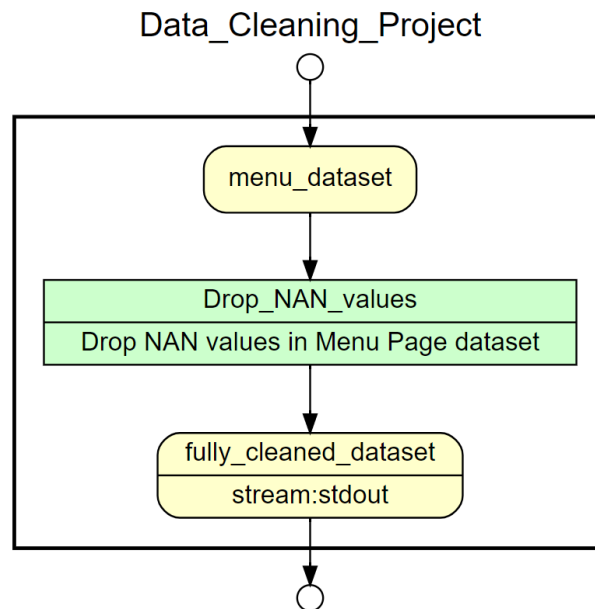 Data_Cleaning_Project
menu_dataset
Drop_NAN_values
Drop NAN values in Menu Page dataset
fully_cleaned_dataset
stream:stdout